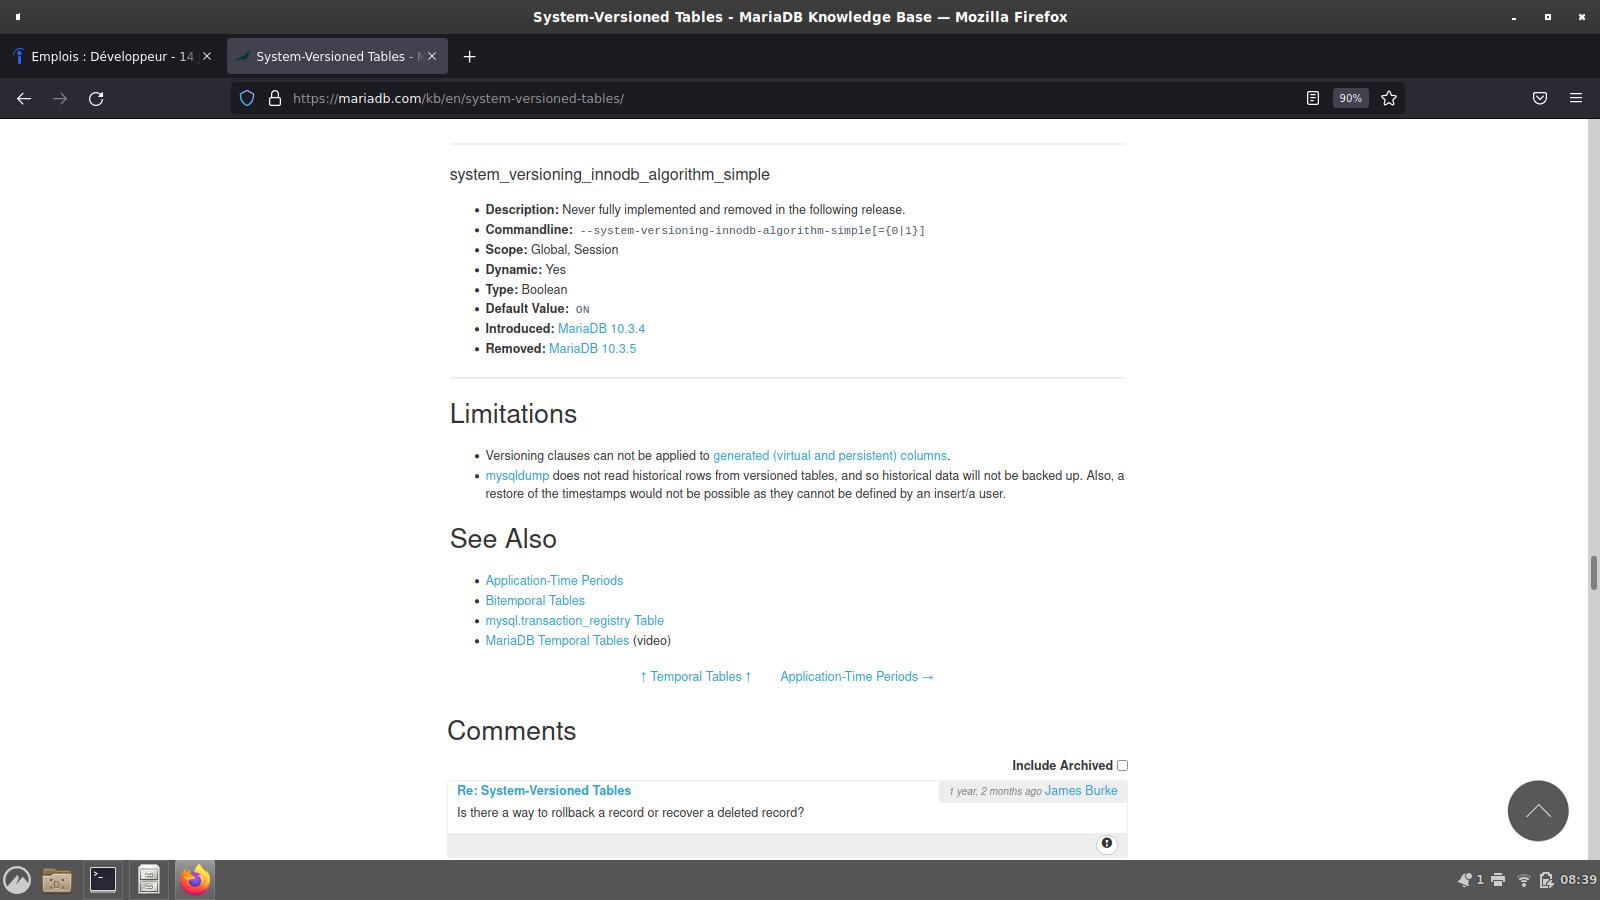 System-Versioned Tables - MariaDB Knowledge Base — Mozilla Firefox
Emplois : Développeur - 14
System-Versioned Tables -
https://mariadb.com/kb/en/system-versioned-tables/
90%
system_versioning_innodb_algorithm_simple
• Description: Never fully implemented and removed in the following release.
• Commandline: --system-versioning-innodb-algorithm-simple[={0|1}]
• Scope: Global, Session
• Dynamic: Yes
• Type: Boolean
• Default Value: ON
• Introduced: MariaDB 10.3.4
• Removed: MariaDB 10.3.5
Limitations
• Versioning clauses can not be applied to generated (virtual and persistent) columns.
• mysqldump does not read historical rows from versioned tables, and so historical data will not be backed up. Also, a
restore of the timestamps would not be possible as they cannot be defined by an insert/a user.
See Also
• Application-Time Periods
• Bitemporal Tables
• mysql.transaction_registry Table
• MariaDB Temporal Tables (video)
↑ Temporal Tables ↑ Application-Time Periods →
Comments
Include Archived
Re: System-Versioned Tables
1 year, 2 months ago James Burke
Is there a way to rollback a record or recover a deleted record?
1
08:39